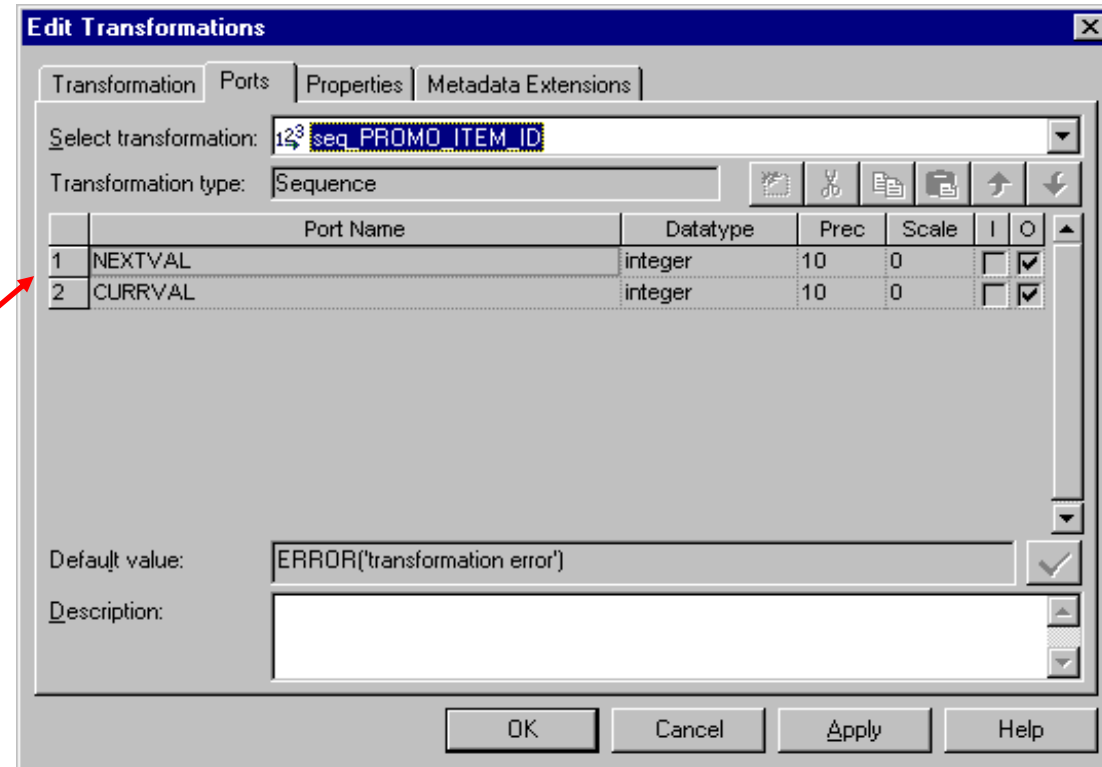 Edit Transformations
Transformation Ports Properties Metadata Extensions
Select transformation: 123 seq_PROMO_ITEM_ID
Transformation type: Sequence
Port Name Datatype Prec Scale I O
1 NEXTVAL integer 10 0
2 CURRVAL integer 10 0
Default value: ERROR('transformation error')
Description:
OK Cancel Apply Help